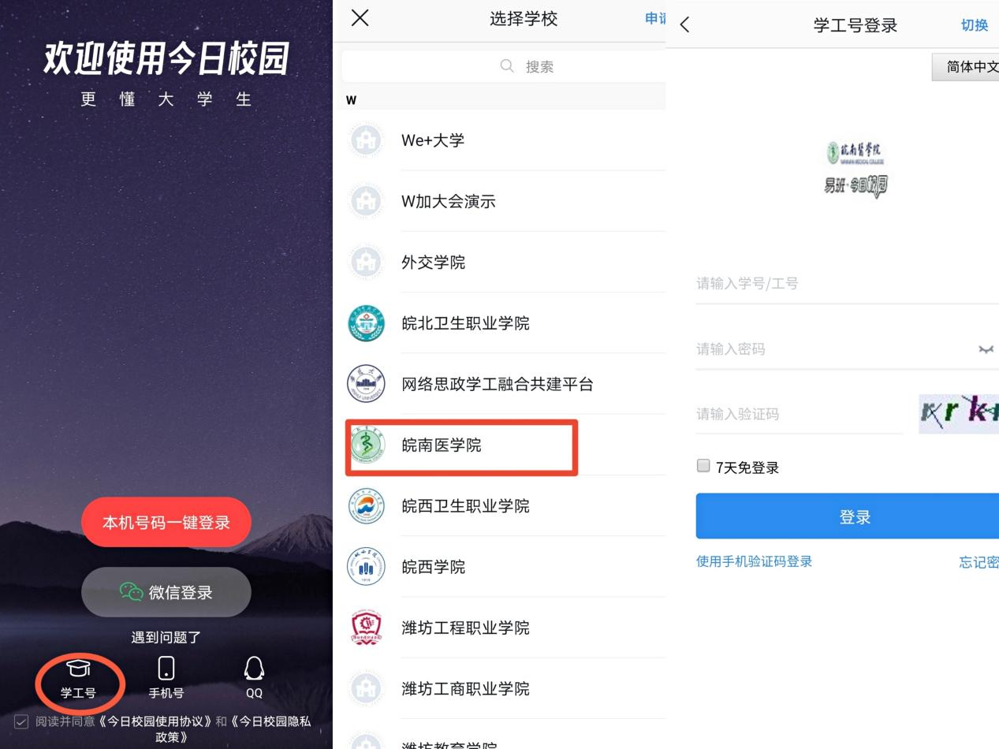 欢迎使用今日校园
更懂大学生
本机号码一键登录
微信登录
遇到问题了
学工号
手机号
QQ
阅读并同意《今日校园使用协议》和《今日校园隐私
政策》
选择学校
申请
搜索
W
We+大学
W加大会演示
外交学院
皖北卫生职业学院
网络思政学工融合共建平台
皖南医学院
皖西卫生职业学院
皖西学院
潍坊工程职业学院
潍坊工商职业学院
潍坊教育学院
学工号登录
切换
简体中文
皖南醫學院
WANNAN MEDICAL COLLEGE
易班·今日校园
请输入学号/工号
请输入密码
请输入验证码
7天免登录
登录
使用手机验证码登录
忘记密